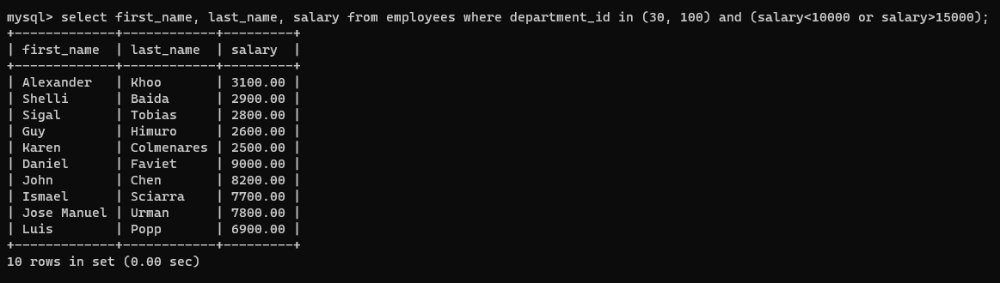 mysql> select first_name, last_name, salary from employees where department_id in (30, 100) and (salary<10000 or salary>15000);
+-------------+------------+---------+
| first_name  | last_name  | salary  |
+-------------+------------+---------+
| Alexander   | Khoo       | 3100.00 |
| Shelli      | Baida      | 2900.00 |
| Sigal       | Tobias     | 2800.00 |
| Guy         | Himuro     | 2600.00 |
| Karen       | Colmenares | 2500.00 |
| Daniel      | Faviet     | 9000.00 |
| John        | Chen       | 8200.00 |
| Ismael      | Sciarra    | 7700.00 |
| Jose Manuel | Urman      | 7800.00 |
| Luis        | Popp       | 6900.00 |
+-------------+------------+---------+
10 rows in set (0.00 sec)